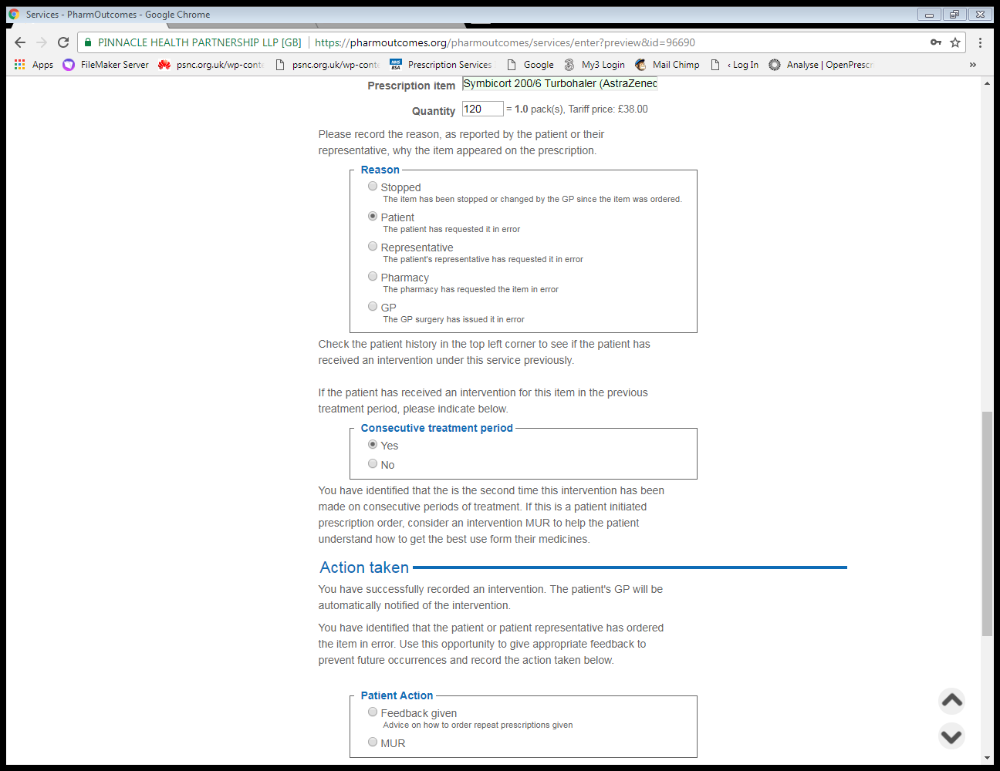 Services - PharmOutcomes - Google Chrome
PINNACLE HEALTH PARTNERSHIP LLP [GB] https://pharmoutcomes.org/pharmoutcomes/services/enter?preview&id=96690
Apps FileMaker Server psnc.org.uk/wp-conte psnc.org.uk/wp-conte NHS BSA Prescription Services Google My3 Login Mail Chimp ‹ Log In Analyse | OpenPrescr »
Prescription item Symbicort 200/6 Turbohaler (AstraZenec
Quantity 120 = 1.0 pack(s), Tariff price: £38.00
Please record the reason, as reported by the patient or their
representative, why the item appeared on the prescription.
Reason
Stopped
The item has been stopped or changed by the GP since the item was ordered.
Patient
The patient has requested it in error
Representative
The patient's representative has requested it in error
Pharmacy
The pharmacy has requested the item in error
GP
The GP surgery has issued it in error
Check the patient history in the top left corner to see if the patient has
received an intervention under this service previously.
If the patient has received an intervention for this item in the previous
treatment period, please indicate below.
Consecutive treatment period
Yes
No
You have identified that the is the second time this intervention has been
made on consecutive periods of treatment. If this is a patient initiated
prescription order, consider an intervention MUR to help the patient
understand how to get the best use form their medicines.
Action taken
You have successfully recorded an intervention. The patient's GP will be
automatically notified of the intervention.
You have identified that the patient or patient representative has ordered
the item in error. Use this opportunity to give appropriate feedback to
prevent future occurrences and record the action taken below.
Patient Action
Feedback given
Advice on how to order repeat prescriptions given
MUR